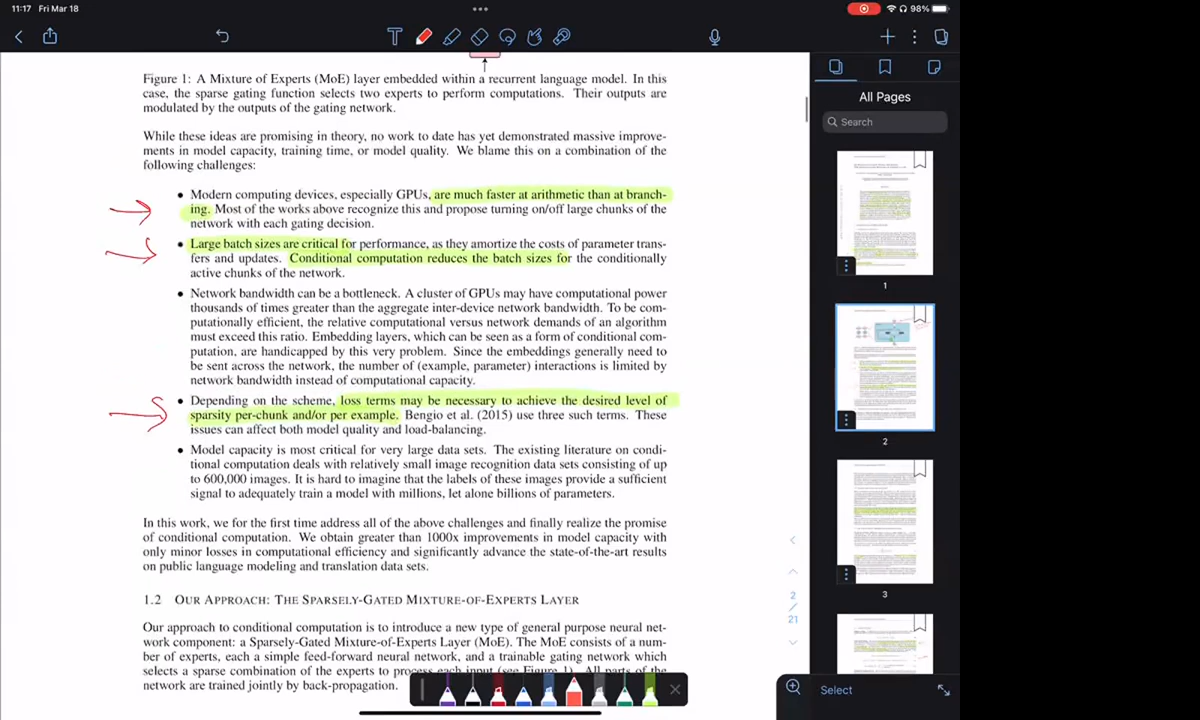 11:17 Fri Mar 18
98%
Figure 1: A Mixture of Experts (MoE) layer embedded within a recurrent language model. In this
case, the sparse gating function selects two experts to perform computations. Their outputs are
modulated by the outputs of the gating network.
While these ideas are promising in theory, no work to date has yet demonstrated massive improve-
ments in model capacity, training time, or model quality. We blame this on a combination of the
following challenges:
• Modern computing devices, especially GPUs, are much faster at arithmetic than at branch-
ing. Most of the works above recognize this and propose turning on/off large chunks of the
network with each gating decision.
• Large batch sizes are critical for performance, as they amortize the costs of parameter trans-
fers and updates. Conditional computation reduces the batch sizes for the conditionally
active chunks of the network.
• Network bandwidth can be a bottleneck. A cluster of GPUs may have computational power
thousands of times greater than the aggregate inter-device network bandwidth. To be com-
putationally efficient, the relative computational versus network demands of an algorithm
must exceed this ratio. Embedding layers, which can be seen as a form of conditional com-
putation, are handicapped by this very problem. Since the embeddings generally need to
be sent across the network, the number of (example, parameter) interactions is limited by
network bandwidth instead of computational capacity.
• Depending on the scheme, loss terms may be necessary to achieve the desired level of
sparsity per-chunk and/or per example. Bengio et al. (2015) use three such terms. These
issues can affect both model quality and load-balancing.
• Model capacity is most critical for very large data sets. The existing literature on condi-
tional computation deals with relatively small image recognition data sets consisting of up
to 600,000 images. It is hard to imagine that the labels of these images provide a sufficient
signal to adequately train a model with millions, let alone billions of parameters.
In this work, we for the first time address all of the above challenges and finally realize the promise
of conditional computation. We obtain greater than 1000x improvements in model capacity with
only minor losses in computational efficiency and significantly advance the state-of-the-art results
on public language modeling and translation data sets.
1.2 OUR APPROACH: THE SPARSELY-GATED MIXTURE-OF-EXPERTS LAYER
Our approach to conditional computation is to introduce a new type of general purpose neural net-
work component: a Sparsely-Gated Mixture-of-Experts Layer (MoE). The MoE consists of a num-
ber of experts, each a simple feed-forward neural network, and a trainable gating network which
selects a sparse combination of the experts to process each input (see Figure 1). All parts of the
network are trained jointly by back-propagation.
2
/
21
All Pages
Search
1
2
3
Select